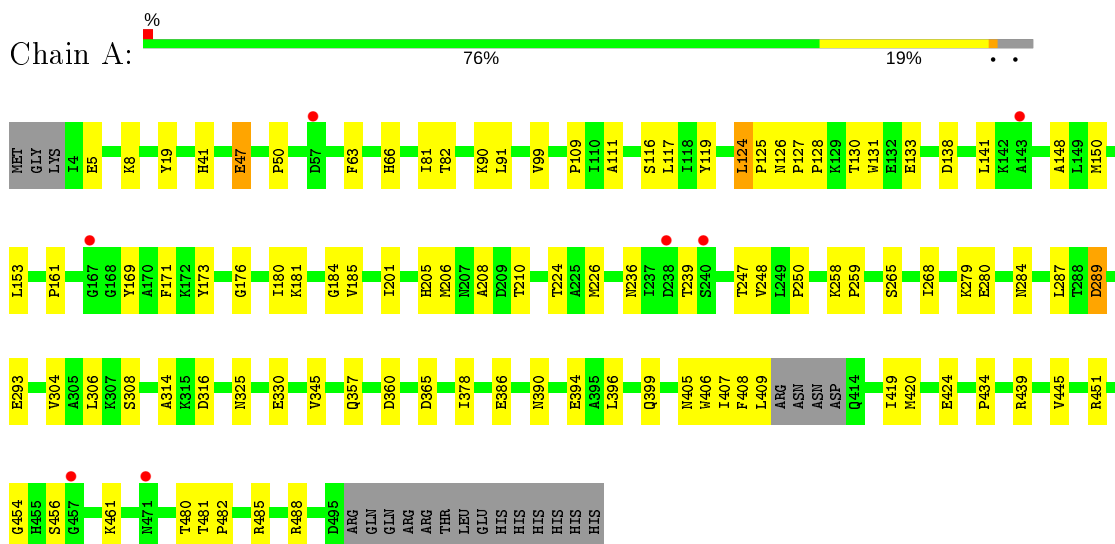 %
Chain A:
76%
19%
• •
MET GLY LYS I4 E5 K8 Y19 H41 E47 P50 D57 F63 H66 I81 T82 K90 L91 V99 P109 I110 A111 S116 L117 I118 Y119 L124 P125 N126 P127 P128 K129 T130 W131 E132 E133 D138 L141 K142 A143 A148 L149 M150
L153 P161 G167 G168 Y169 A170 F171 K172 Y173 G176 I180 K181 G184 V185 I201 H205 M206 N207 A208 D209 T210 T224 A225 M226 N236 I237 D238 T239 S240 T247 V248 L249 P250 K258 P259 S265 I268 K279 E280 N284 L287 T288 D289
E293 V304 A305 L306 K307 S308 A314 K315 D316 N325 E330 V345 Q357 D360 D365 I378 E386 N390 E394 A395 L396 Q399 N405 W406 I407 F408 L409 ARG ASN ASN ASP Q414 I419 M420 E424 P434 R439 V445 R451
G454 H455 S456 G457 K461 N471 T480 T481 P482 R485 R488 D495 ARG GLN GLN ARG ARG THR LEU GLU HIS HIS HIS HIS HIS HIS